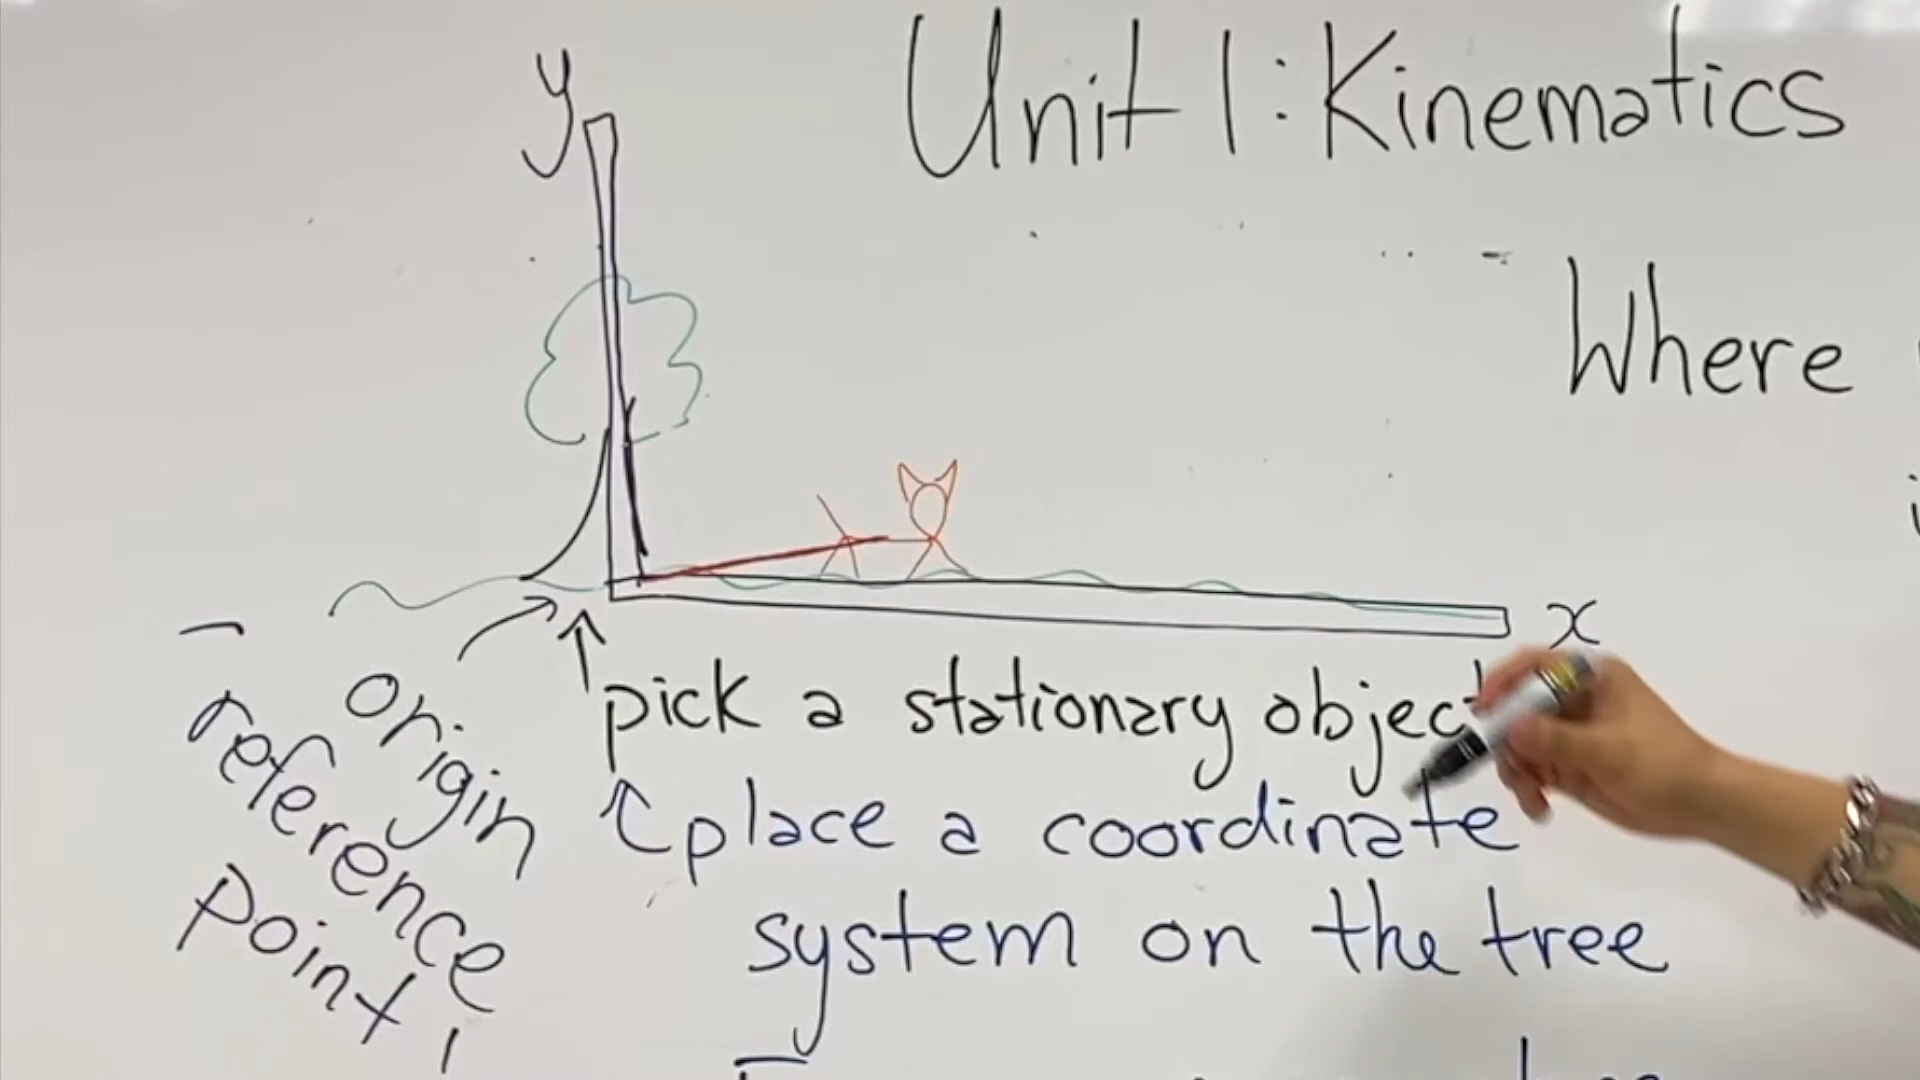 Unit 1: Kinematics
y
Where
x
pick a stationary object
place a coordinate
system on the tree
origin
reference
point